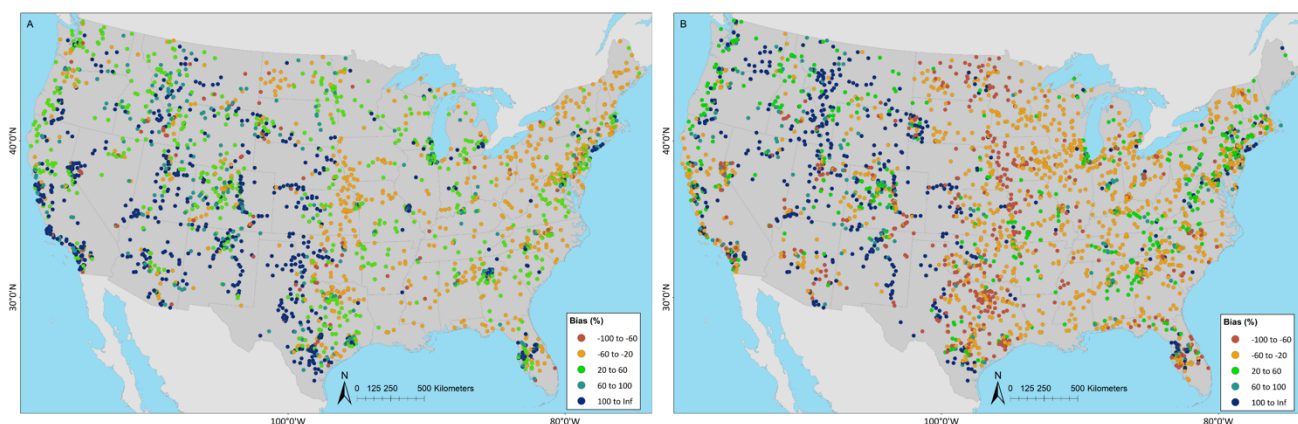 A
40°0'N
30°0'N
N
0 125 250 500 Kilometers
Bias (%)
-100 to -60
-60 to -20
20 to 60
60 to 100
100 to Inf
100°0'W
80°0'W
B
40°0'N
30°0'N
N
0 125 250 500 Kilometers
Bias (%)
-100 to -60
-60 to -20
20 to 60
60 to 100
100 to Inf
100°0'W
80°0'W